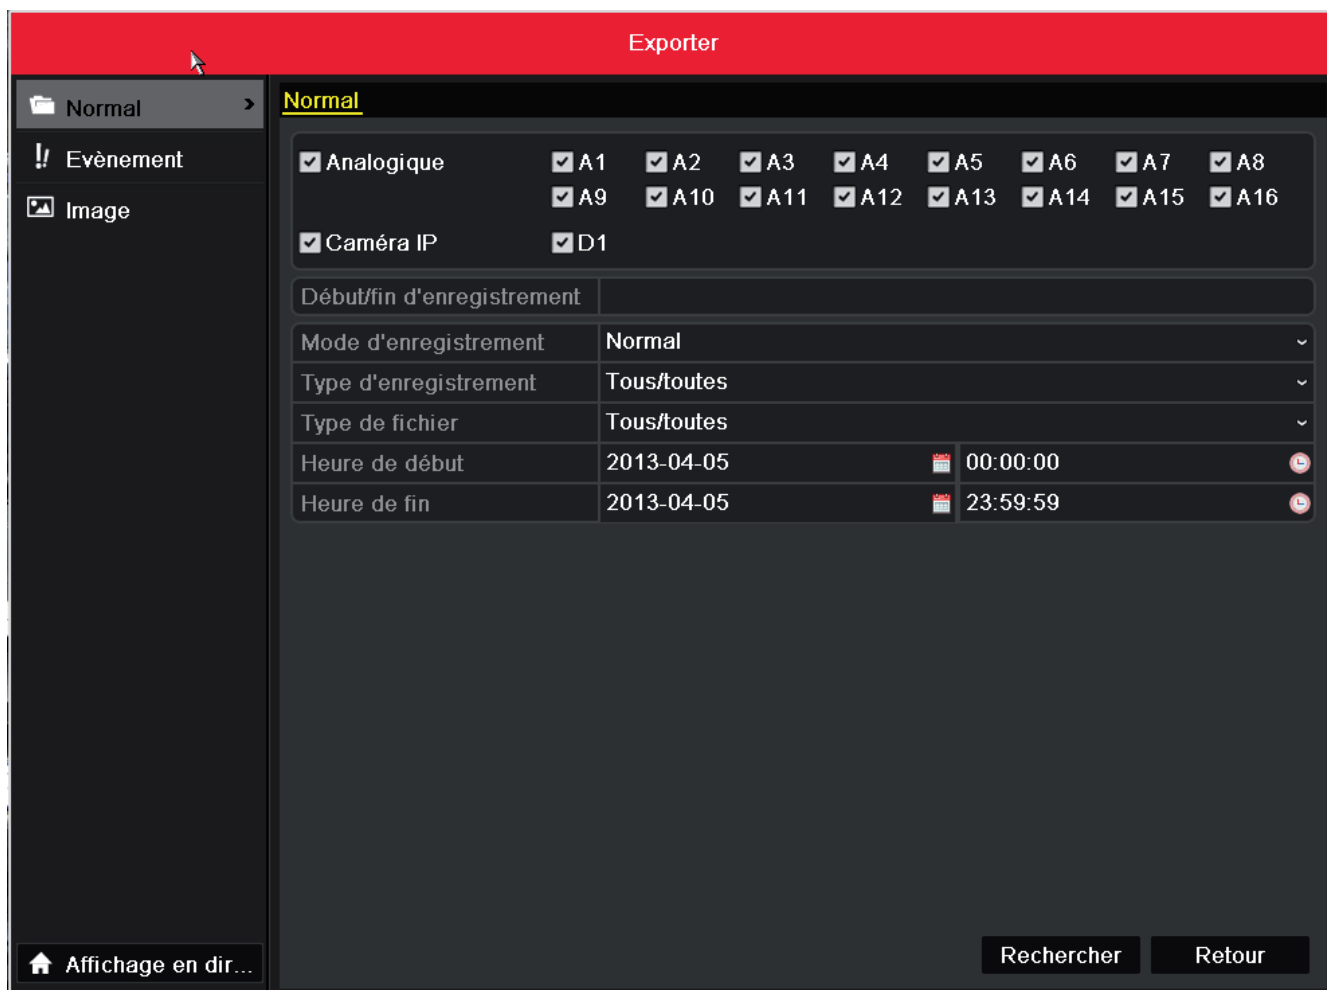 Exporter
Normal
Evènement
Image
Affichage en dir...
Normal
Analogique A1 A2 A3 A4 A5 A6 A7 A8
A9 A10 A11 A12 A13 A14 A15 A16
Caméra IP D1
Début/fin d'enregistrement
Mode d'enregistrement Normal
Type d'enregistrement Tous/toutes
Type de fichier Tous/toutes
Heure de début 2013-04-05 00:00:00
Heure de fin 2013-04-05 23:59:59
Rechercher Retour